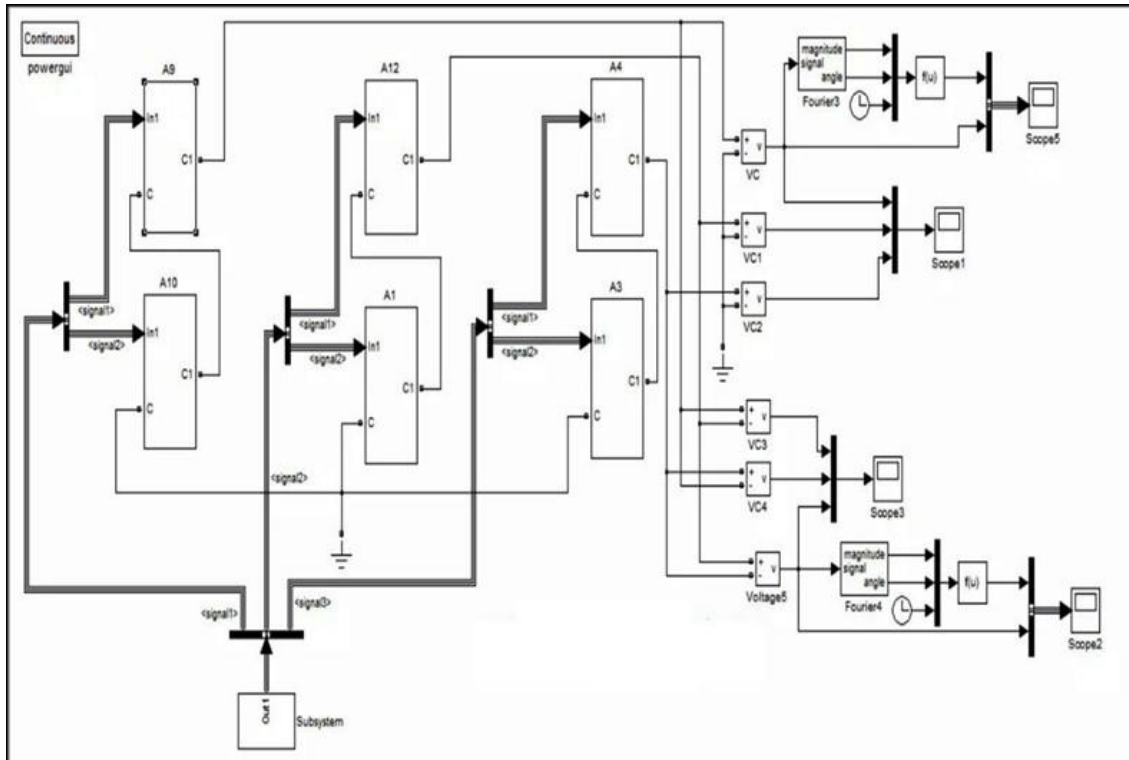 Continuous
powergui
A9
In1
C1
C
A10
In1
C1
C
<signal1>
<signal2>
A12
In1
C1
C
A1
In1
C1
C
<signal1>
<signal2>
A4
In1
C1
C
A3
In1
C1
C
<signal1>
<signal2>
<signal1>
<signal2>
<signal3>
Out1
Subsystem
+
-
v
VC
+
-
v
VC1
+
-
v
VC2
+
-
v
VC3
+
-
v
VC4
+
-
v
Voltage5
magnitude
signal
angle
Fourier3
f(u)
Scope5
Scope1
Scope3
magnitude
signal
angle
Fourier4
f(u)
Scope2